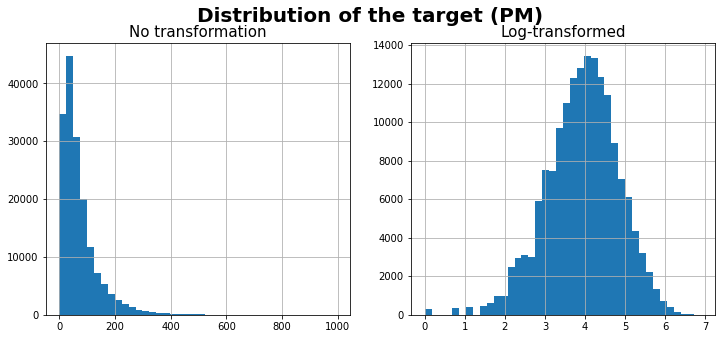 Distribution of the target (PM)
No transformation
Log-transformed
40000
30000
20000
10000
0
0 200 400 600 800 1000
14000
12000
10000
8000
6000
4000
2000
0
0 1 2 3 4 5 6 7